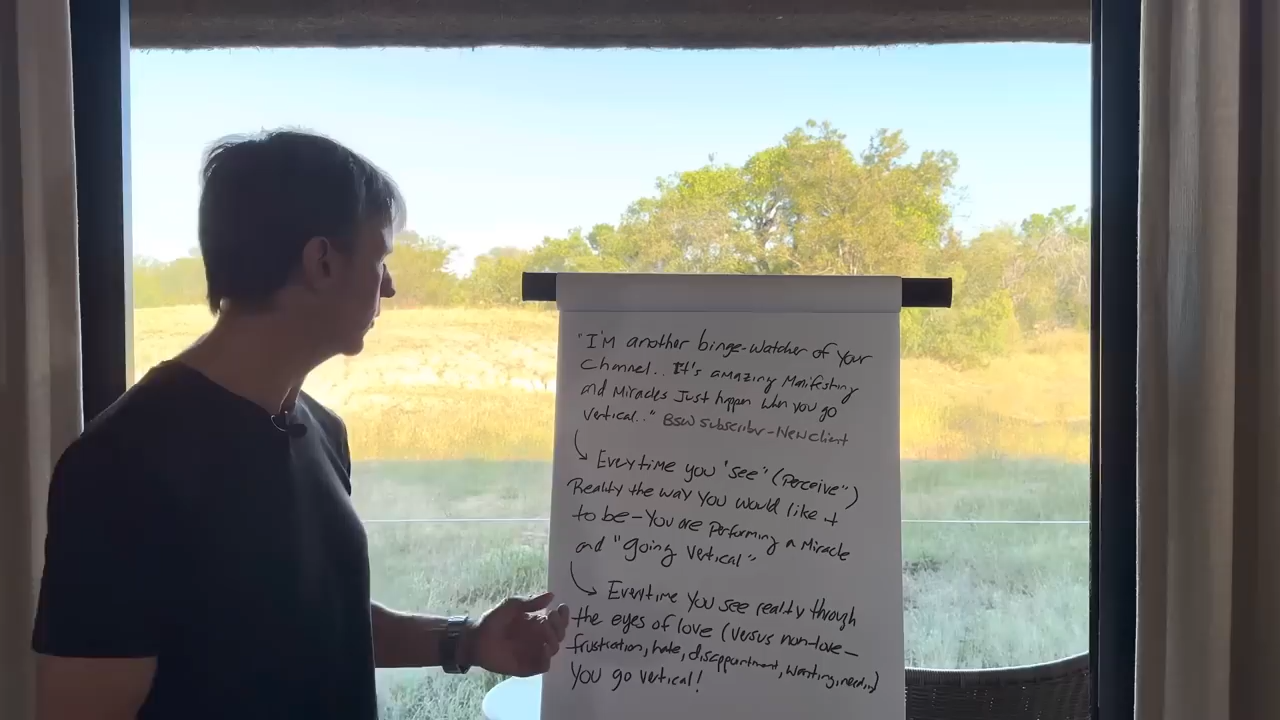 "I'm another binge-watcher of your
Channel.. It's amazing Manifesting
and Miracles Just happen when you go
vertical.." BSW subscriber-New client
Everytime you "see" (perceive")
Reality the way you would like it
to be-You are performing a Miracle
and "going vertical"
Everytime You see reality through
the eyes of love (versus non-love-
frustration, hate, disappointment, wanting, needing)
You go vertical!